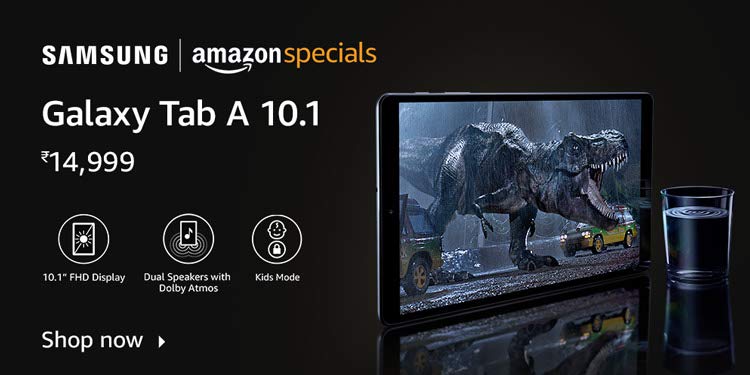 SAMSUNG | amazonspecials
Galaxy Tab A 10.1
₹14,999
10.1" FHD Display
Dual Speakers with
Dolby Atmos
Kids Mode
Shop now